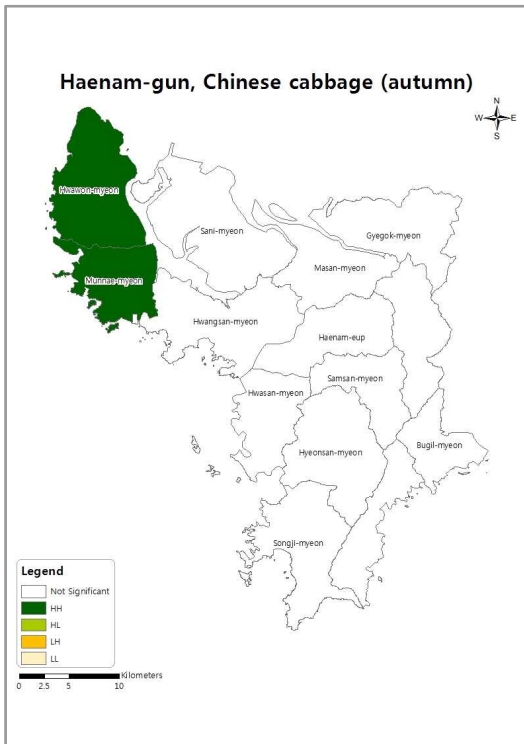 Haenam-gun, Chinese cabbage (autumn)
N
W E
S
Hwawon-myeon
Sani-myeon
Gyegok-myeon
Masan-myeon
Munnae-myeon
Hwangsan-myeon
Haenam-eup
Samsan-myeon
Hwasan-myeon
Bugil-myeon
Hyeonsan-myeon
Songji-myeon
Legend
Not Significant
HH
HL
LH
LL
Kilometers
0 2.5 5 10